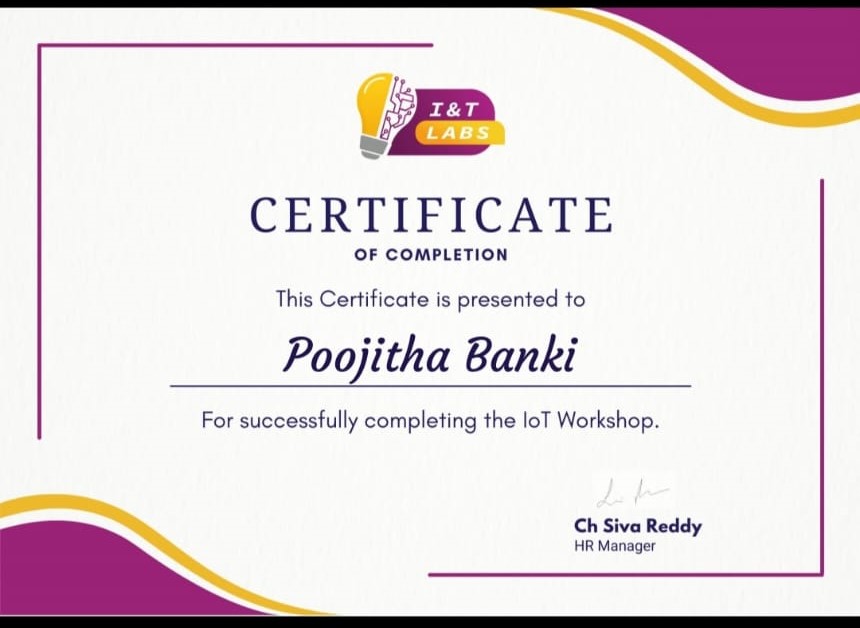 I&T
LABS
CERTIFICATE
OF COMPLETION
This Certificate is presented to
Poojitha Banki
For successfully completing the IoT Workshop.
Ch Siva Reddy
HR Manager